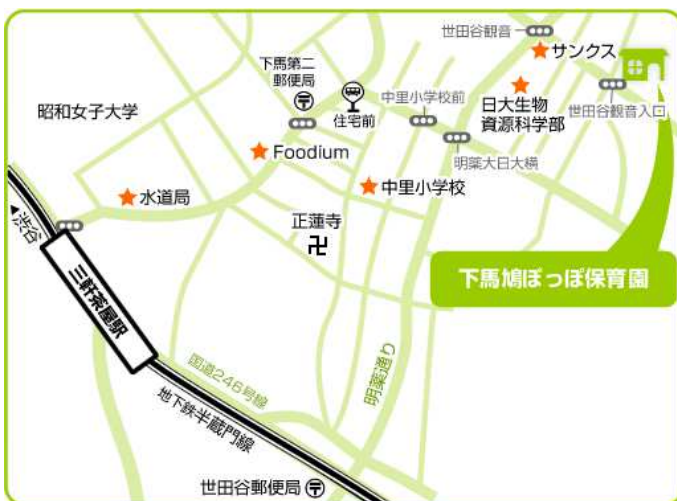 世田谷観音
サンクス
下馬第二
郵便局
昭和女子大学
住宅前
中里小学校前
日大生物
資源科学部
世田谷観音入口
Foodium
明薬大日大横
水道局
中里小学校
正蓮寺
▲渋谷
三軒茶屋駅
下馬鳩ぽっぽ保育園
国道246号線
明薬通り
地下鉄半蔵門線
世田谷郵便局